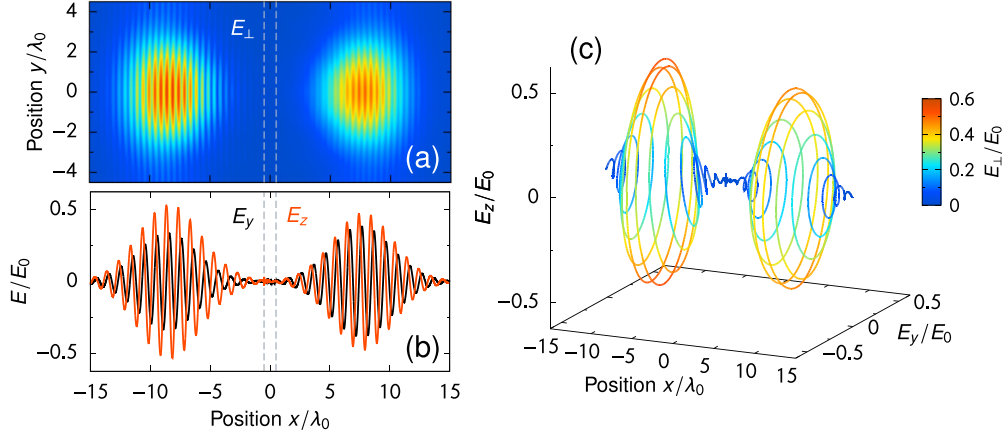 4
2
0
−2
−4
Position y/λ0
E⊥
(a)
0.5
0
−0.5
E/E0
Ey
Ez
(b)
−15 −10 −5 0 5 10 15
Position x/λ0
(c)
0.5
0
−0.5
Ez/E0
−15
−10
−5
0
5
10
15
Position x/λ0
0.5
0
−0.5
Ey/E0
0.6
0.4
0.2
0
E⊥/E0